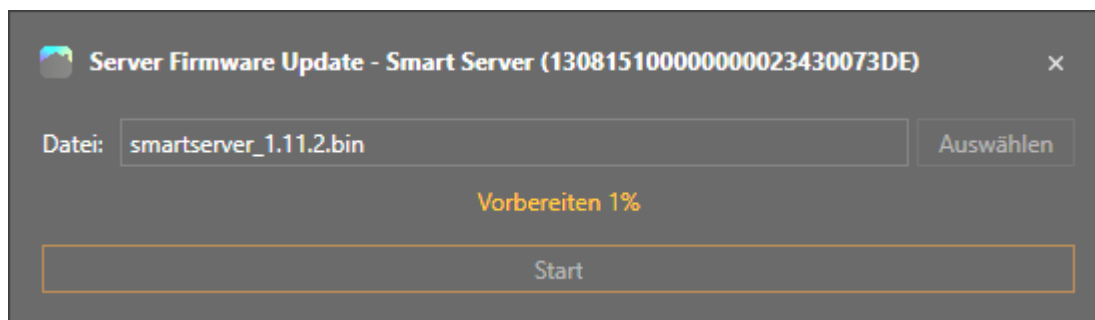 Server Firmware Update - Smart Server (130815100000000023430073DE)
Datei: smartserver_1.11.2.bin Auswählen
Vorbereiten 1%
Start